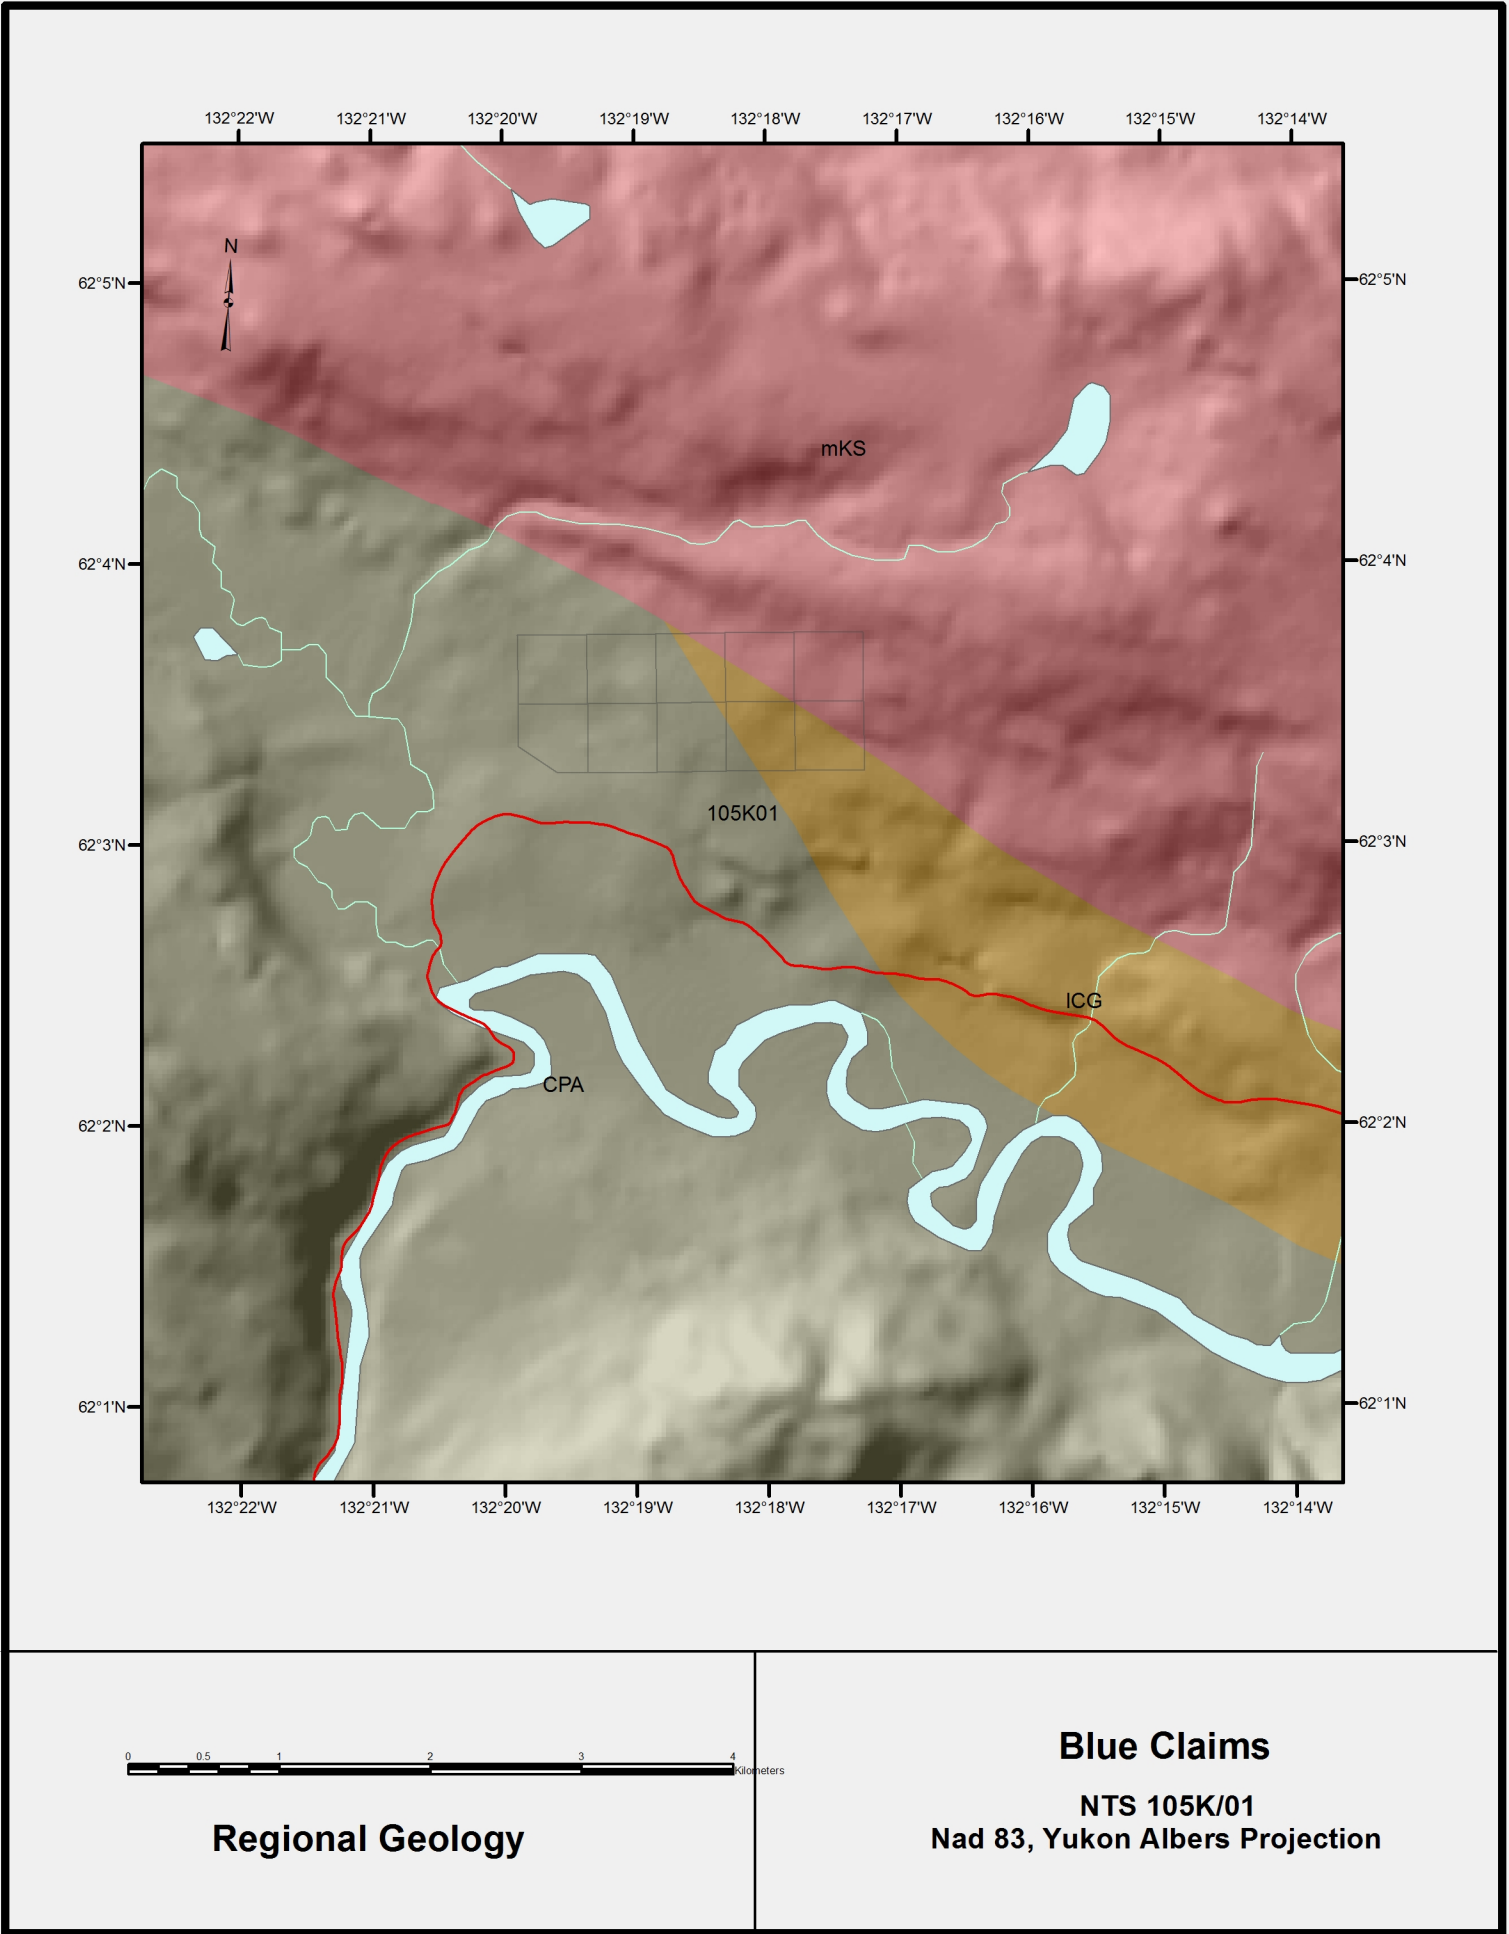 132°22'W 132°21'W 132°20'W 132°19'W 132°18'W 132°17'W 132°16'W 132°15'W 132°14'W
N
62°5'N 62°5'N
mKS
62°4'N 62°4'N
105K01
62°3'N 62°3'N
ICG
CPA
62°2'N 62°2'N
62°1'N 62°1'N
132°22'W 132°21'W 132°20'W 132°19'W 132°18'W 132°17'W 132°16'W 132°15'W 132°14'W
0 0.5 1 2 3 4
Kilometers
Regional Geology
Blue Claims
NTS 105K/01
Nad 83, Yukon Albers Projection